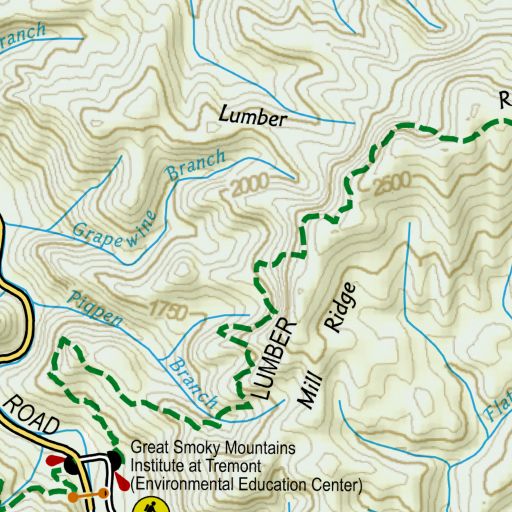 Branch
R
Lumber
Branch
2000
2500
Grapewine
Ridge
Pigpen
1750
LUMBER
Branch
Mill
ROAD
Flat
Great Smoky Mountains
Institute at Tremont
(Environmental Education Center)